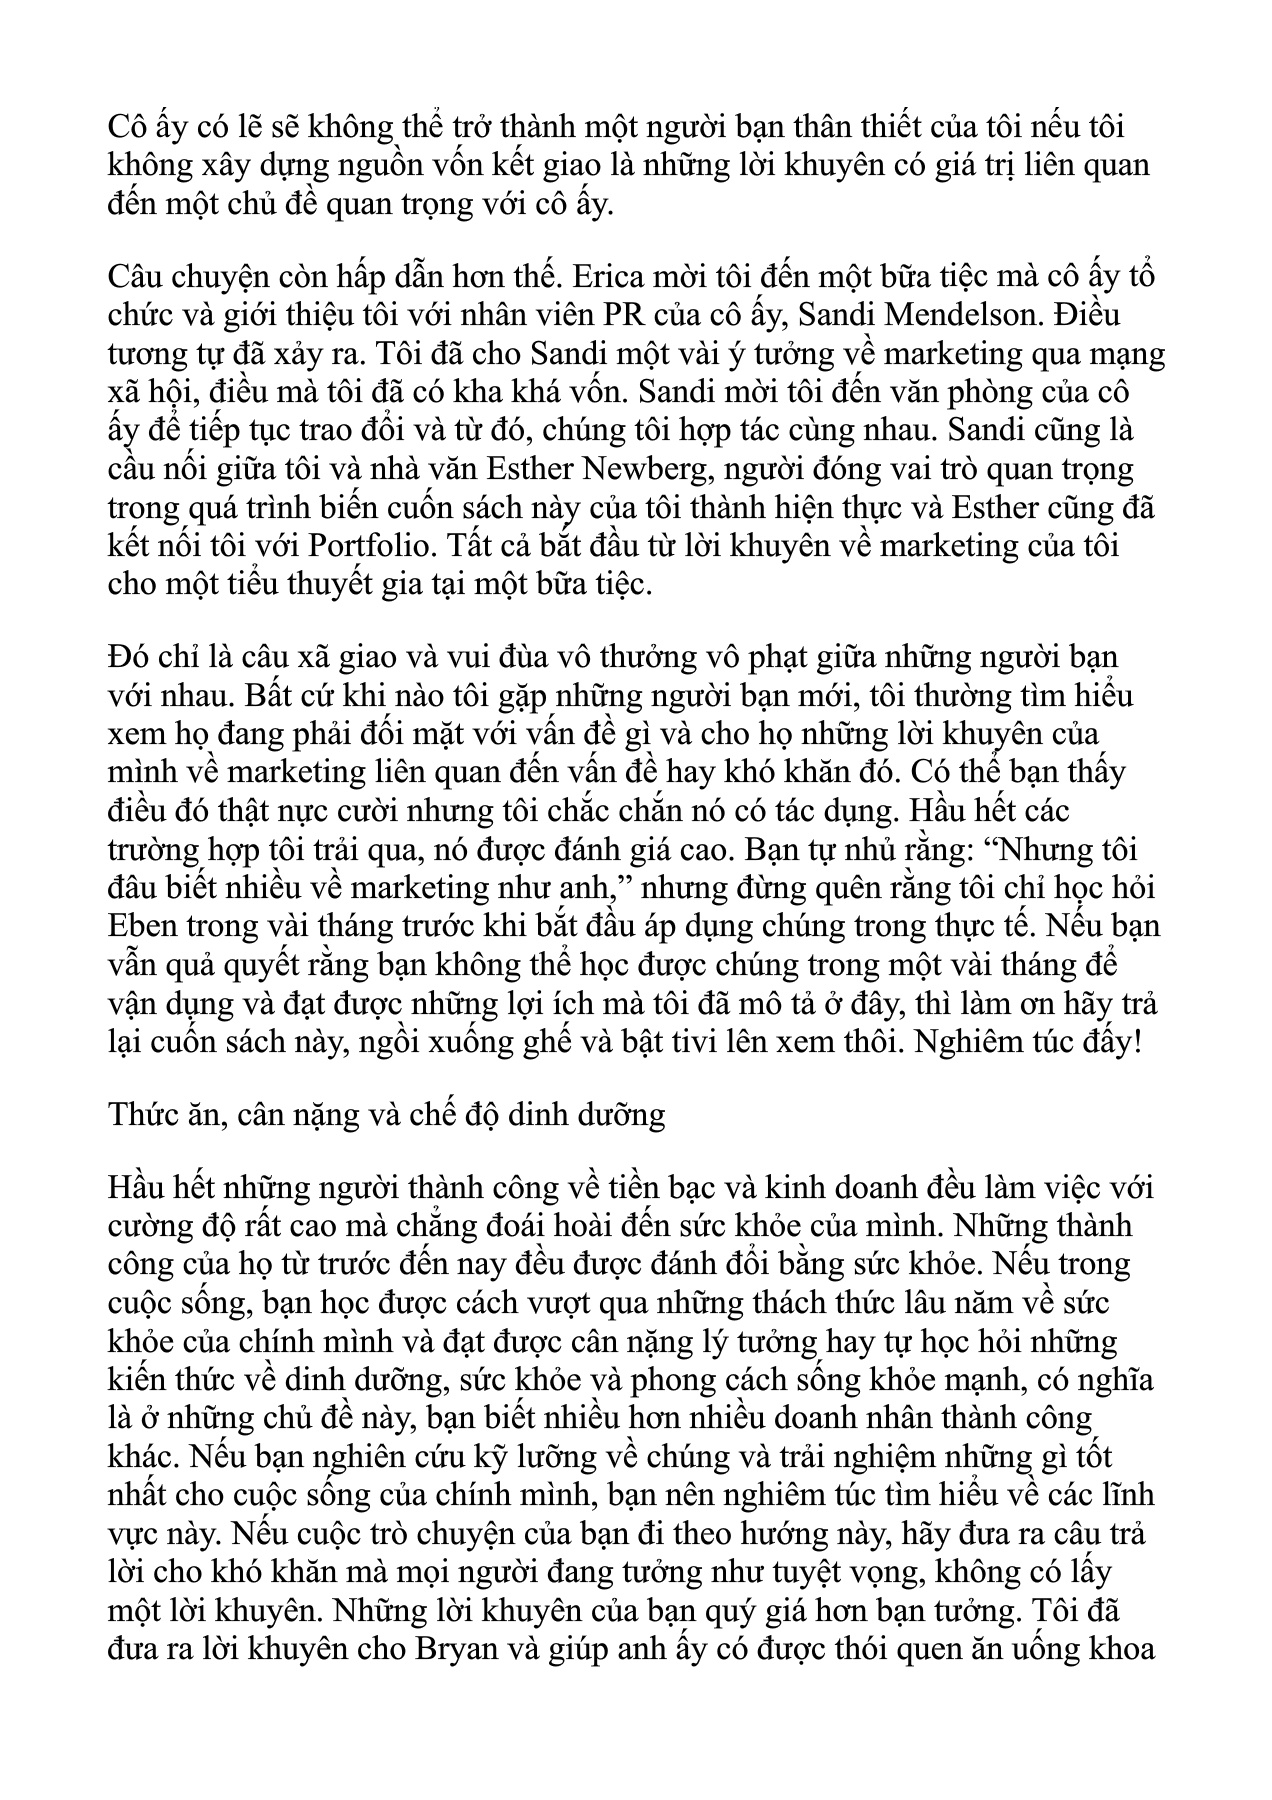 Cô ấy có lẽ sẽ không thể trở thành một người bạn thân thiết của tôi nếu tôi
không xây dựng nguồn vốn kết giao là những lời khuyên có giá trị liên quan
đến một chủ đề quan trọng với cô ấy.
Câu chuyện còn hấp dẫn hơn thế. Erica mời tôi đến một bữa tiệc mà cô ấy tổ
chức và giới thiệu tôi với nhân viên PR của cô ấy, Sandi Mendelson. Điều
tương tự đã xảy ra. Tôi đã cho Sandi một vài ý tưởng về marketing qua mạng
xã hội, điều mà tôi đã có kha khá vốn. Sandi mời tôi đến văn phòng của cô
ấy để tiếp tục trao đổi và từ đó, chúng tôi hợp tác cùng nhau. Sandi cũng là
cầu nối giữa tôi và nhà văn Esther Newberg, người đóng vai trò quan trọng
trong quá trình biến cuốn sách này của tôi thành hiện thực và Esther cũng đã
kết nối tôi với Portfolio. Tất cả bắt đầu từ lời khuyên về marketing của tôi
cho một tiểu thuyết gia tại một bữa tiệc.
Đó chỉ là câu xã giao và vui đùa vô thưởng vô phạt giữa những người bạn
với nhau. Bất cứ khi nào tôi gặp những người bạn mới, tôi thường tìm hiểu
xem họ đang phải đối mặt với vấn đề gì và cho họ những lời khuyên của
mình về marketing liên quan đến vấn đề hay khó khăn đó. Có thể bạn thấy
điều đó thật nực cười nhưng tôi chắc chắn nó có tác dụng. Hầu hết các
trường hợp tôi trải qua, nó được đánh giá cao. Bạn tự nhủ rằng: “Nhưng tôi
đâu biết nhiều về marketing như anh,” nhưng đừng quên rằng tôi chỉ học hỏi
Eben trong vài tháng trước khi bắt đầu áp dụng chúng trong thực tế. Nếu bạn
vẫn quả quyết rằng bạn không thể học được chúng trong một vài tháng để
vận dụng và đạt được những lợi ích mà tôi đã mô tả ở đây, thì làm ơn hãy trả
lại cuốn sách này, ngồi xuống ghế và bật tivi lên xem thôi. Nghiêm túc đấy!
Thức ăn, cân nặng và chế độ dinh dưỡng
Hầu hết những người thành công về tiền bạc và kinh doanh đều làm việc với
cường độ rất cao mà chẳng đoái hoài đến sức khỏe của mình. Những thành
công của họ từ trước đến nay đều được đánh đổi bằng sức khỏe. Nếu trong
cuộc sống, bạn học được cách vượt qua những thách thức lâu năm về sức
khỏe của chính mình và đạt được cân nặng lý tưởng hay tự học hỏi những
kiến thức về dinh dưỡng, sức khỏe và phong cách sống khỏe mạnh, có nghĩa
là ở những chủ đề này, bạn biết nhiều hơn nhiều doanh nhân thành công
khác. Nếu bạn nghiên cứu kỹ lưỡng về chúng và trải nghiệm những gì tốt
nhất cho cuộc sống của chính mình, bạn nên nghiêm túc tìm hiểu về các lĩnh
vực này. Nếu cuộc trò chuyện của bạn đi theo hướng này, hãy đưa ra câu trả
lời cho khó khăn mà mọi người đang tưởng như tuyệt vọng, không có lấy
một lời khuyên. Những lời khuyên của bạn quý giá hơn bạn tưởng. Tôi đã
đưa ra lời khuyên cho Bryan và giúp anh ấy có được thói quen ăn uống khoa